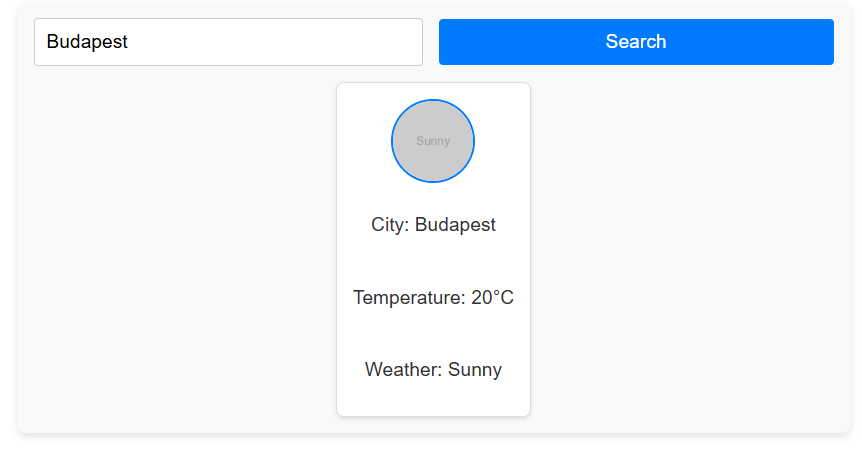 Budapest
Search
Sunny
City: Budapest
Temperature: 20°C
Weather: Sunny